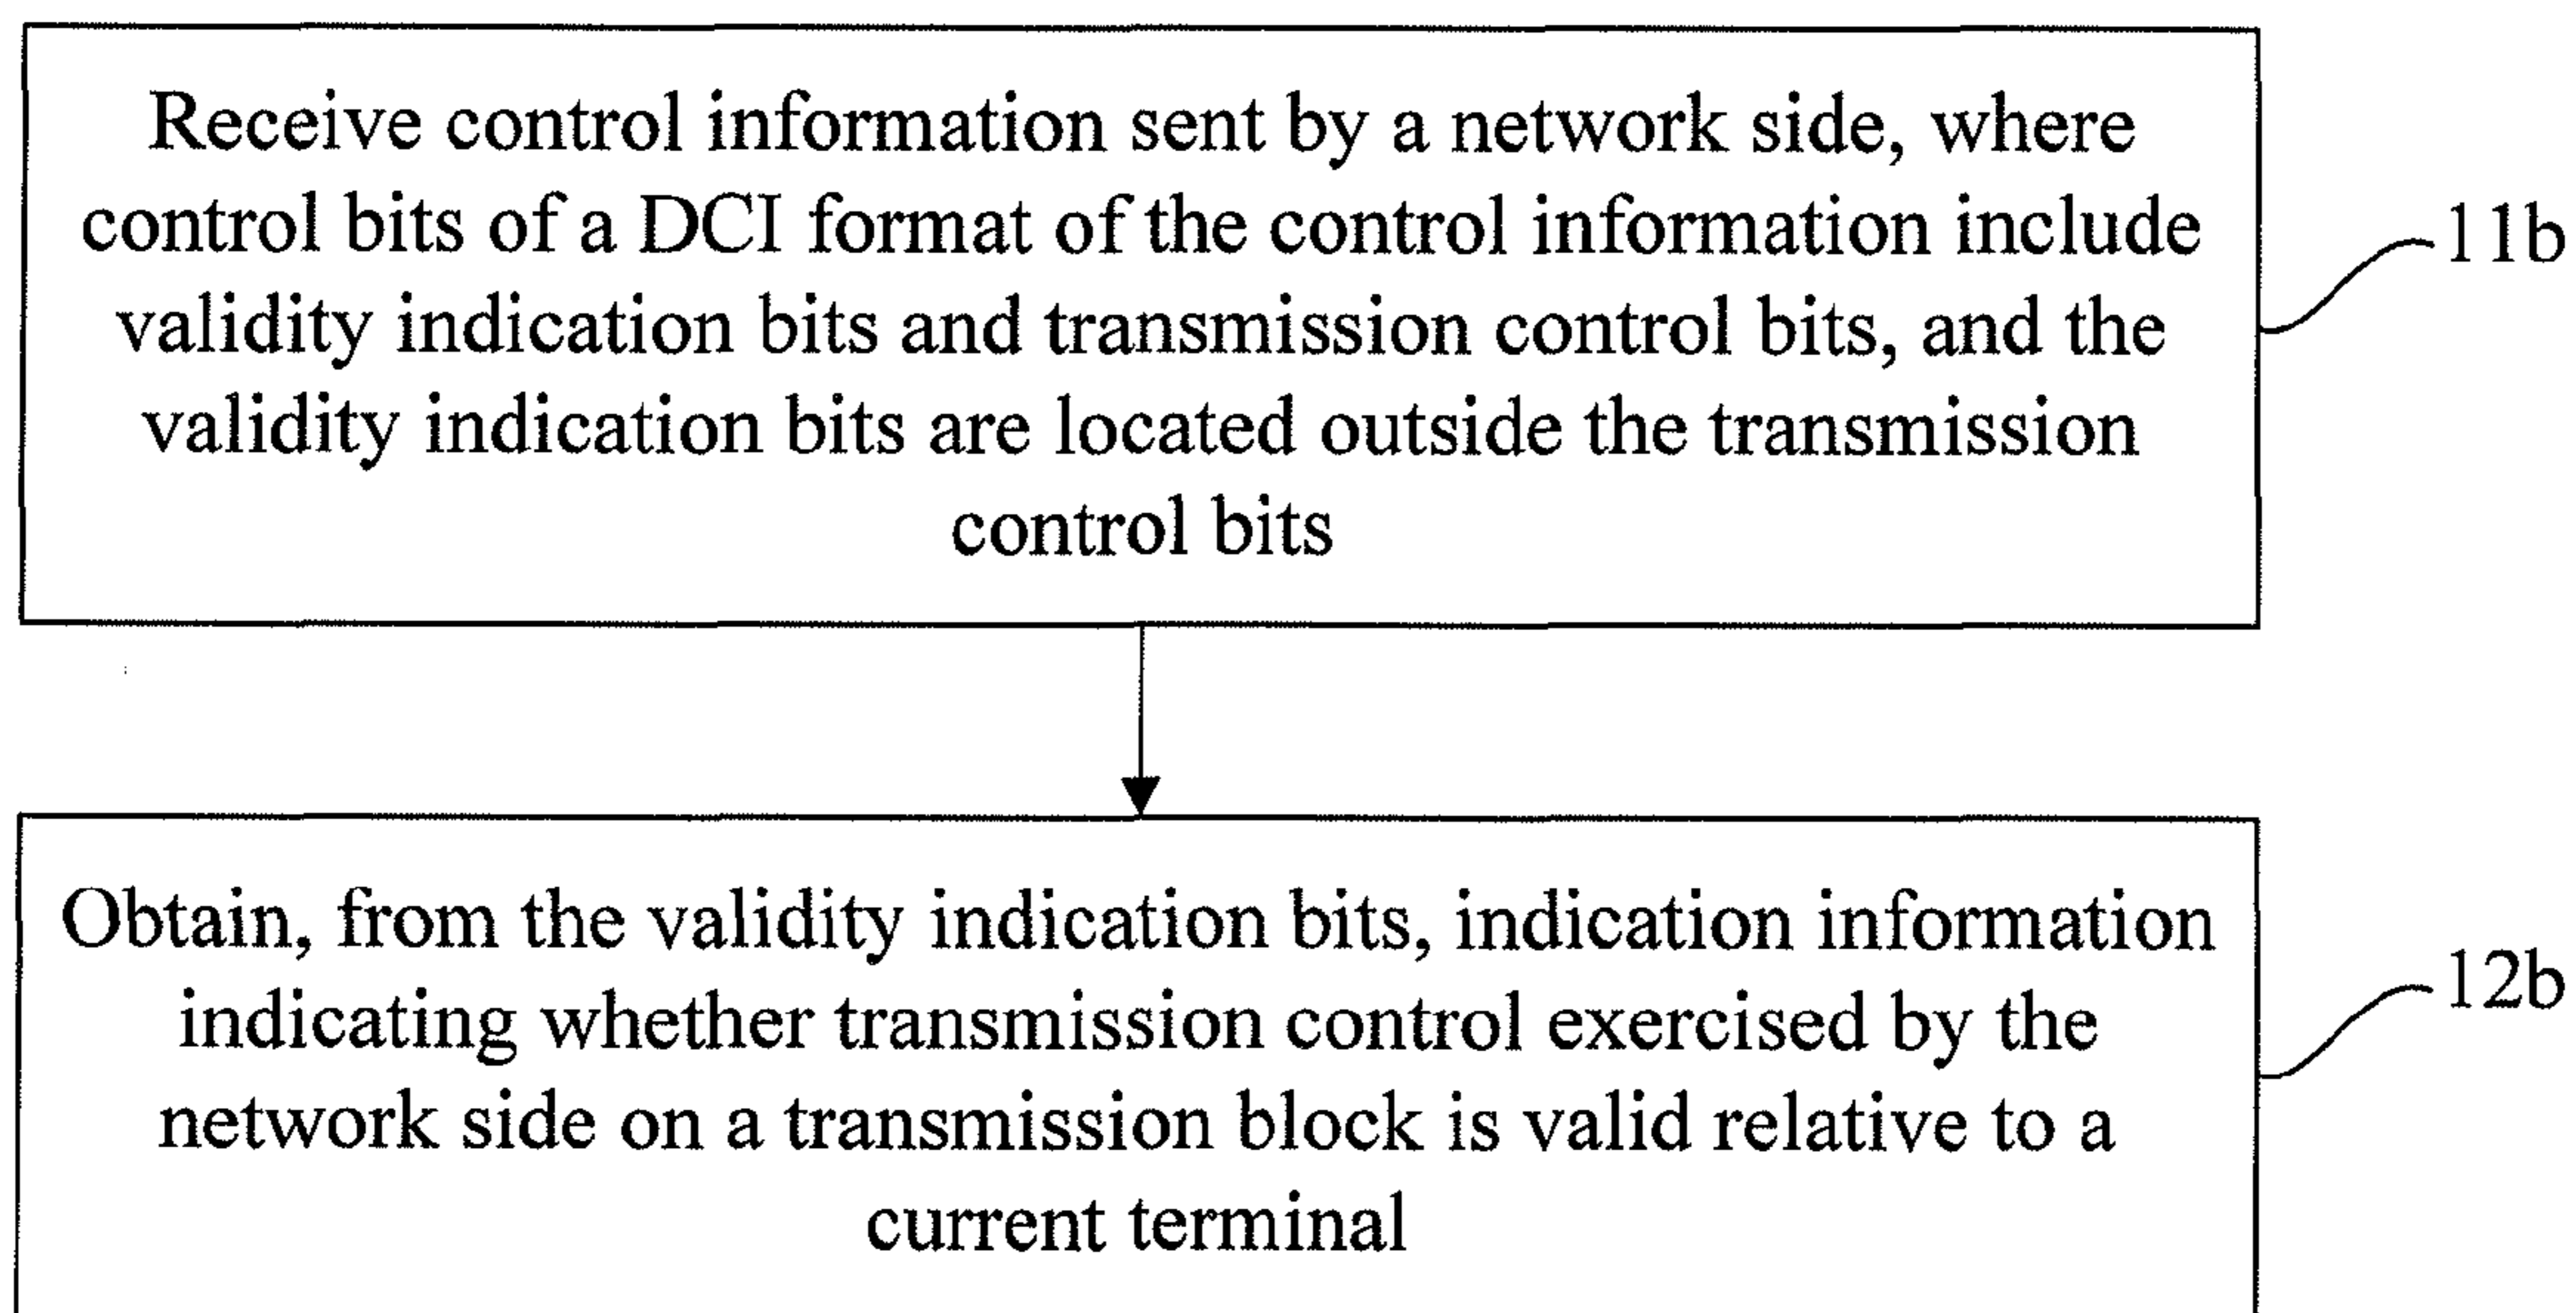 Receive control information sent by a network side, where
control bits of a DCI format of the control information include
validity indication bits and transmission control bits, and the
validity indication bits are located outside the transmission
control bits
11b
Obtain, from the validity indication bits, indication information
indicating whether transmission control exercised by the
network side on a transmission block is valid relative to a
current terminal
12b